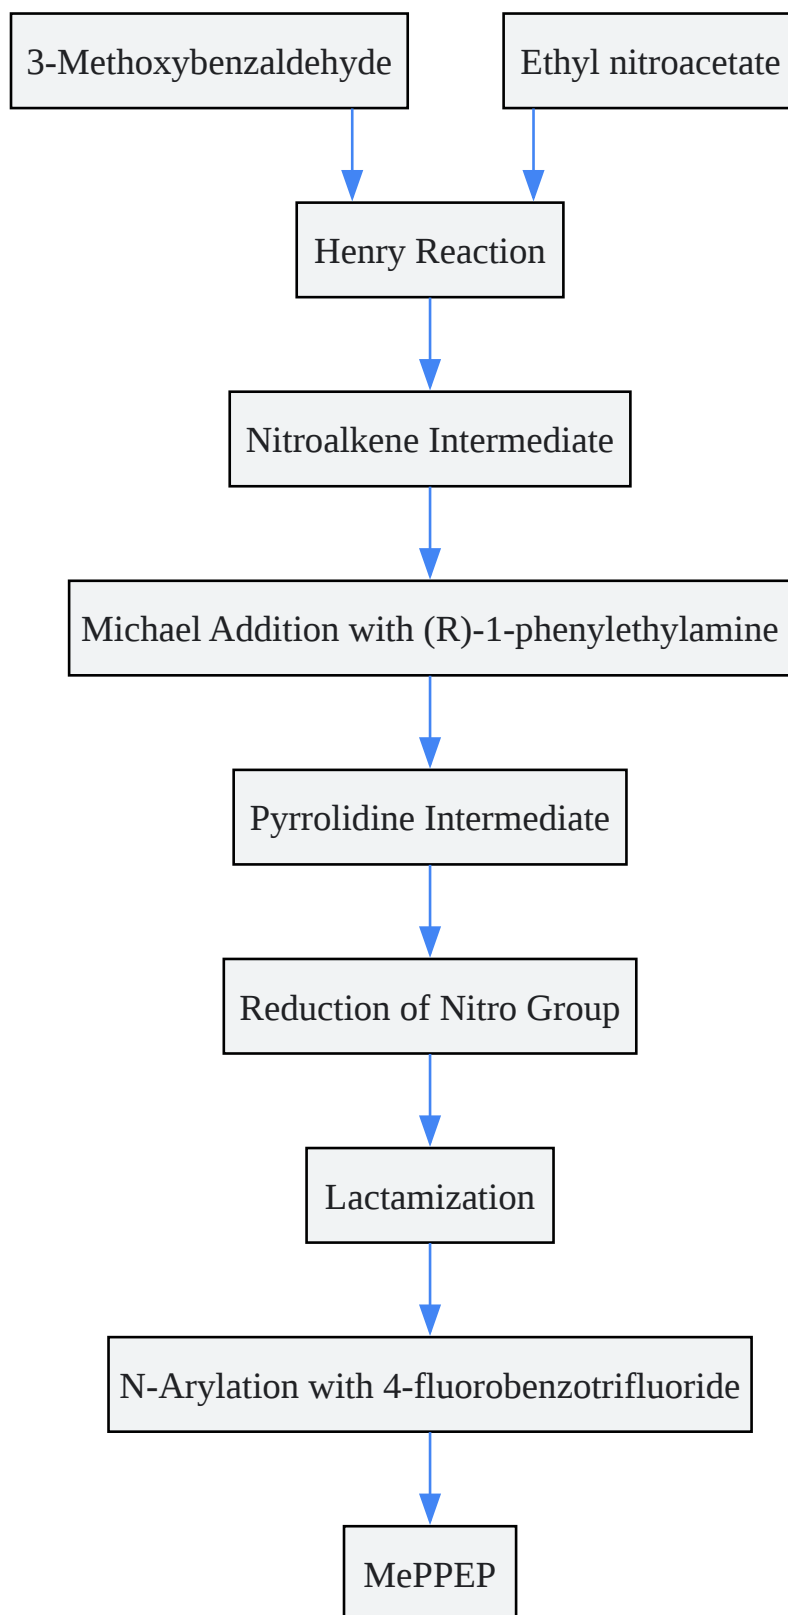 3-Methoxybenzaldehyde
Ethyl nitroacetate
Henry Reaction
Nitroalkene Intermediate
Michael Addition with (R)-1-phenylethylamine
Pyrrolidine Intermediate
Reduction of Nitro Group
Lactamization
N-Arylation with 4-fluorobenzotrifluoride
MePPEP